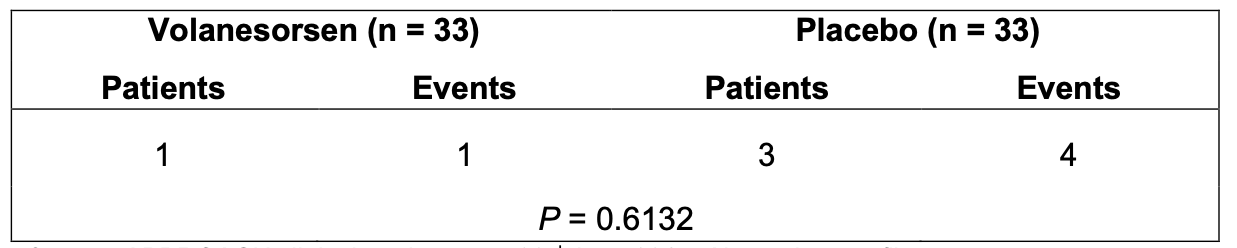 Volanesorsen (n = 33) Placebo (n = 33)
Patients Events Patients Events
1 1 3 4
P = 0.6132